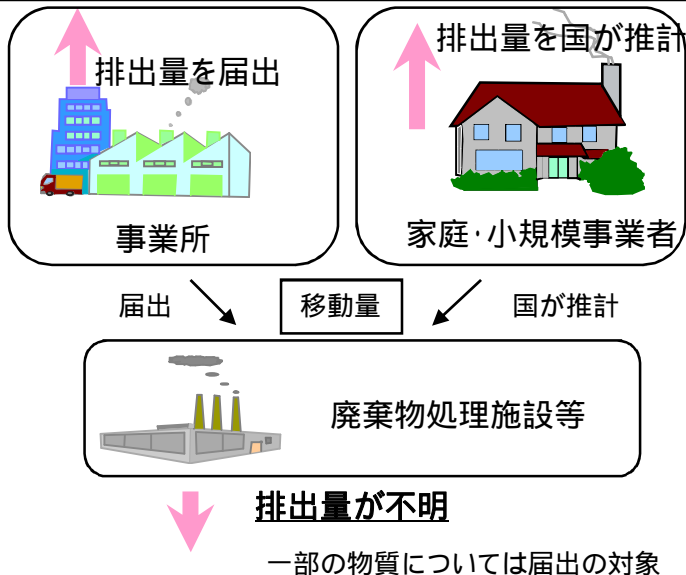 排出量を届出
事業所
排出量を国が推計
家庭・小規模事業者
届出
移動量
国が推計
廃棄物処理施設等
排出量が不明
一部の物質については届出の対象